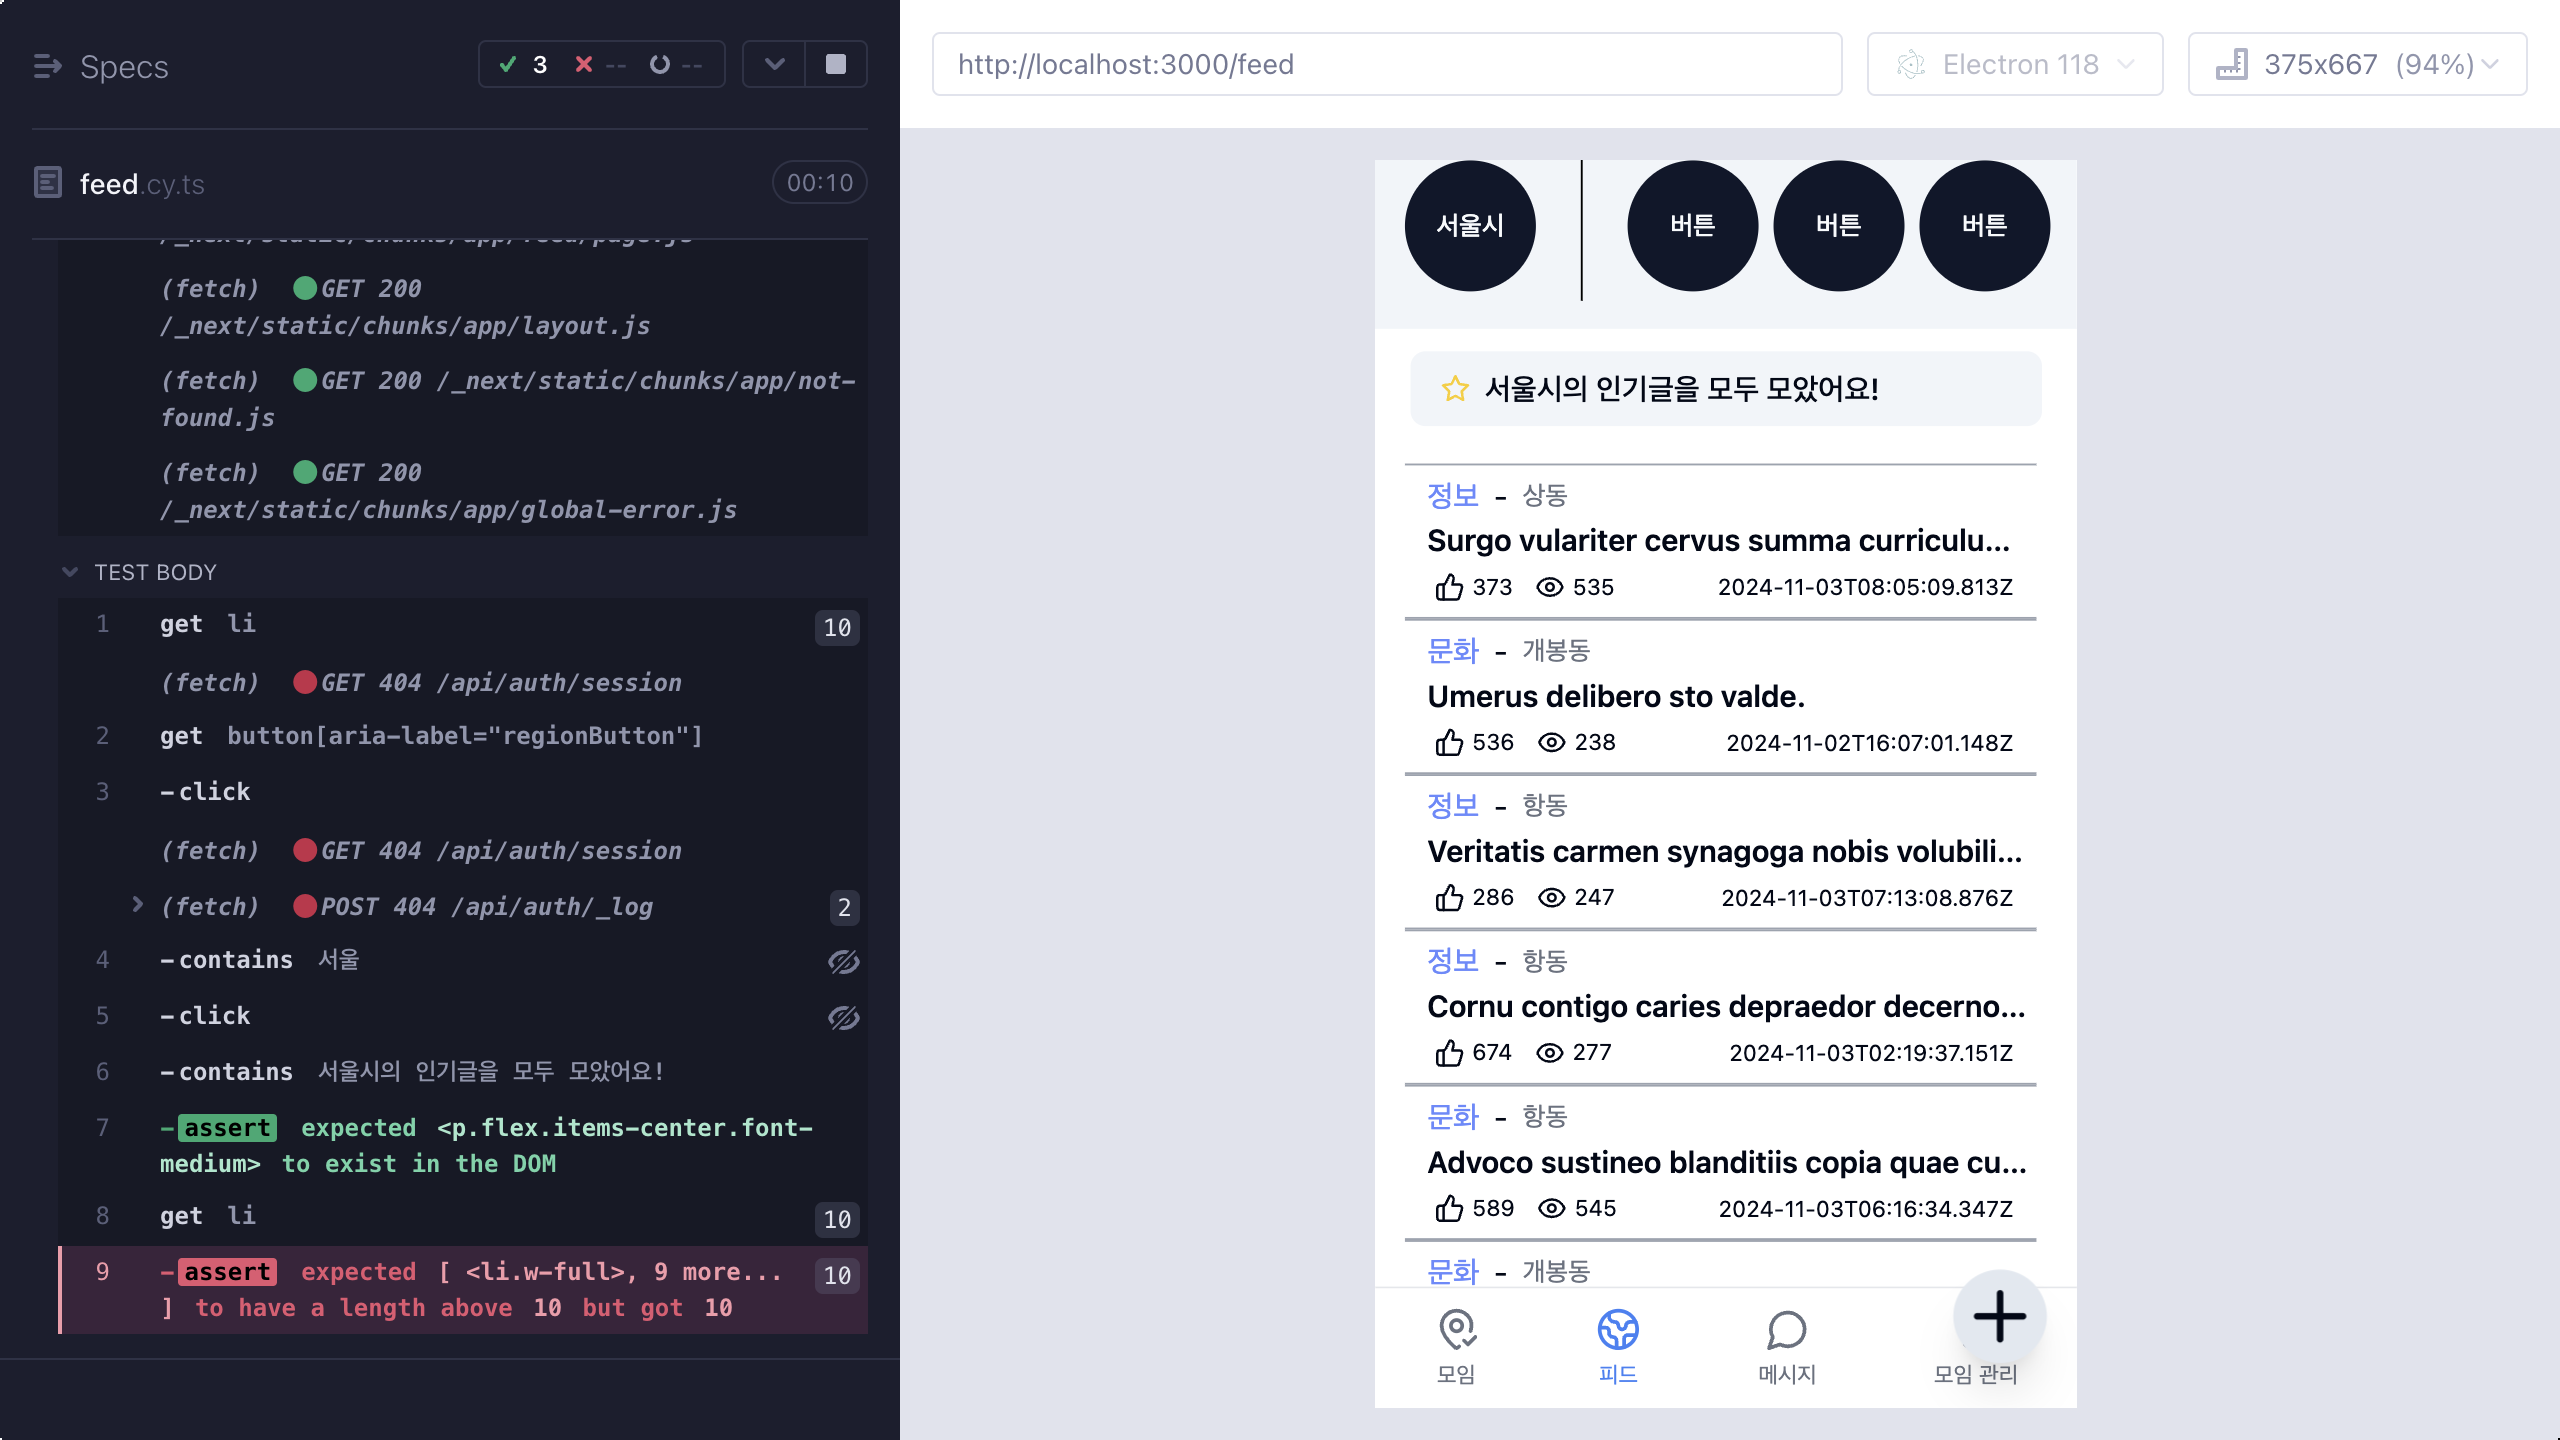 Specs
3 -- --
feed.cy.ts
00:10
/_next/static/chunks/app/feed/page.js
(fetch) GET 200
/_next/static/chunks/app/layout.js
(fetch) GET 200 /_next/static/chunks/app/not-
found.js
(fetch) GET 200
/_next/static/chunks/app/global-error.js
TEST BODY
1 get li 10
(fetch) GET 404 /api/auth/session
2 get button[aria-label="regionButton"]
3 -click
(fetch) GET 404 /api/auth/session
(fetch) POST 404 /api/auth/_log 2
4 -contains 서울
5 -click
6 -contains 서울시의 인기글을 모두 모았어요!
7 -assert expected <p.flex.items-center.font-
medium> to exist in the DOM
8 get li 10
9 -assert expected [ <li.w-full>, 9 more... 10
] to have a length above 10 but got 10
http://localhost:3000/feed
Electron 118
375x667 (94%)
서울시 버튼 버튼 버튼
서울시의 인기글을 모두 모았어요!
정보 - 상동
Surgo vulariter cervus summa curriculu...
373 535 2024-11-03T08:05:09.813Z
문화 - 개봉동
Umerus delibero sto valde.
536 238 2024-11-02T16:07:01.148Z
정보 - 항동
Veritatis carmen synagoga nobis volubili...
286 247 2024-11-03T07:13:08.876Z
정보 - 항동
Cornu contigo caries depraedor decerno...
674 277 2024-11-03T02:19:37.151Z
문화 - 항동
Advoco sustineo blanditiis copia quae cu...
589 545 2024-11-03T06:16:34.347Z
문화 - 개봉동
모임 피드 메시지 모임 관리